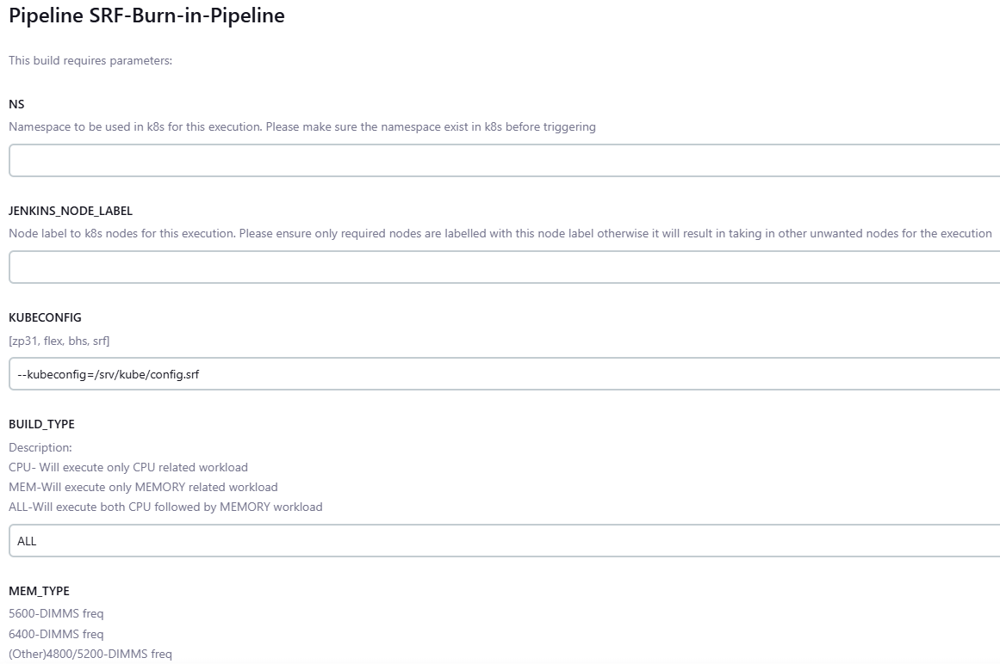 Pipeline SRF-Burn-in-Pipeline
This build requires parameters:
NS
Namespace to be used in k8s for this execution. Please make sure the namespace exist in k8s before triggering
JENKINS_NODE_LABEL
Node label to k8s nodes for this execution. Please ensure only required nodes are labelled with this node label otherwise it will result in taking in other unwanted nodes for the execution
KUBECONFIG
[zp31, flex, bhs, srf]
--kubeconfig=/srv/kube/config.srf
BUILD_TYPE
Description:
CPU- Will execute only CPU related workload
MEM-Will execute only MEMORY related workload
ALL-Will execute both CPU followed by MEMORY workload
ALL
MEM_TYPE
5600-DIMMS freq
6400-DIMMS freq
(Other)4800/5200-DIMMS freq